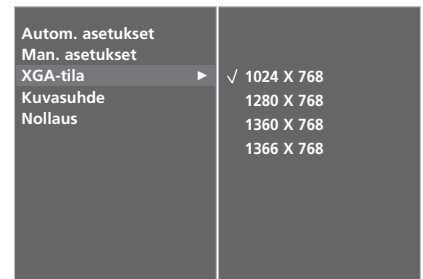 Autom. asetukset
Man. asetukset
XGA-tila ►
Kuvasuhde
Nollaus
√ 1024 X 768
1280 X 768
1360 X 768
1366 X 768